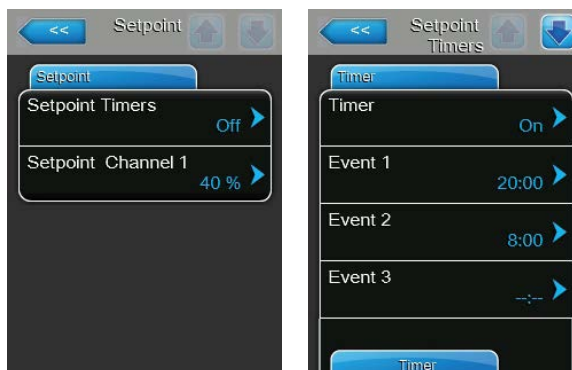 << Setpoint
Setpoint
Setpoint Timers
Off
Setpoint Channel 1
40 %
<< Setpoint
Timers
Timer
Timer
On
Event 1
20:00
Event 2
8:00
Event 3
--:--
Timer